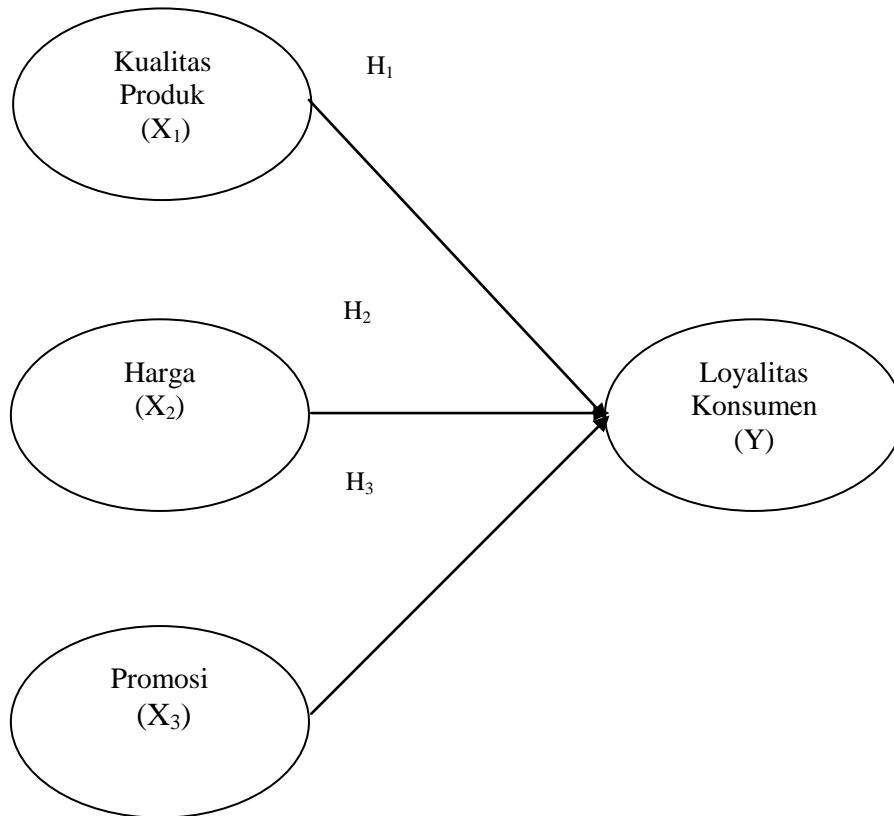 Kualitas
Produk
(X₁)
H₁
H₂
Harga
(X₂)
Loyalitas
Konsumen
(Y)
H₃
Promosi
(X₃)